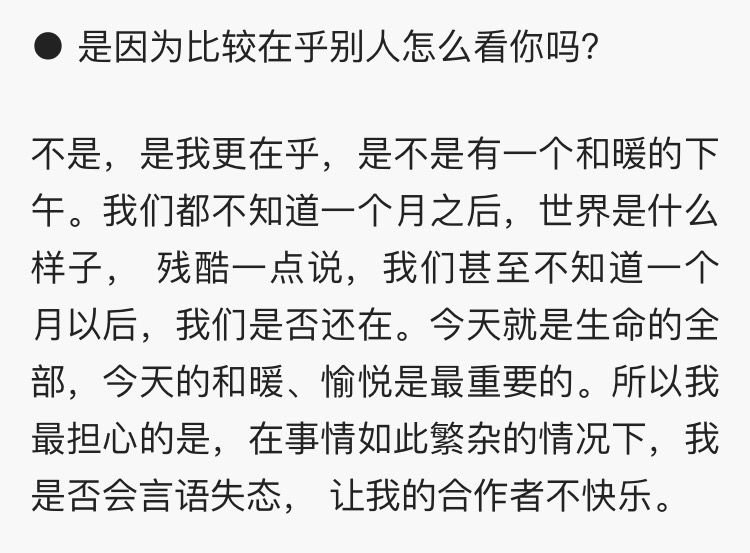 ● 是因为比较在乎别人怎么看你吗?
不是，是我更在乎，是不是有一个和暖的下
午。我们都不知道一个月之后，世界是什么
样子， 残酷一点说，我们甚至不知道一个
月以后，我们是否还在。今天就是生命的全
部，今天的和暖、愉悦是最重要的。所以我
最担心的是，在事情如此繁杂的情况下，我
是否会言语失态， 让我的合作者不快乐。